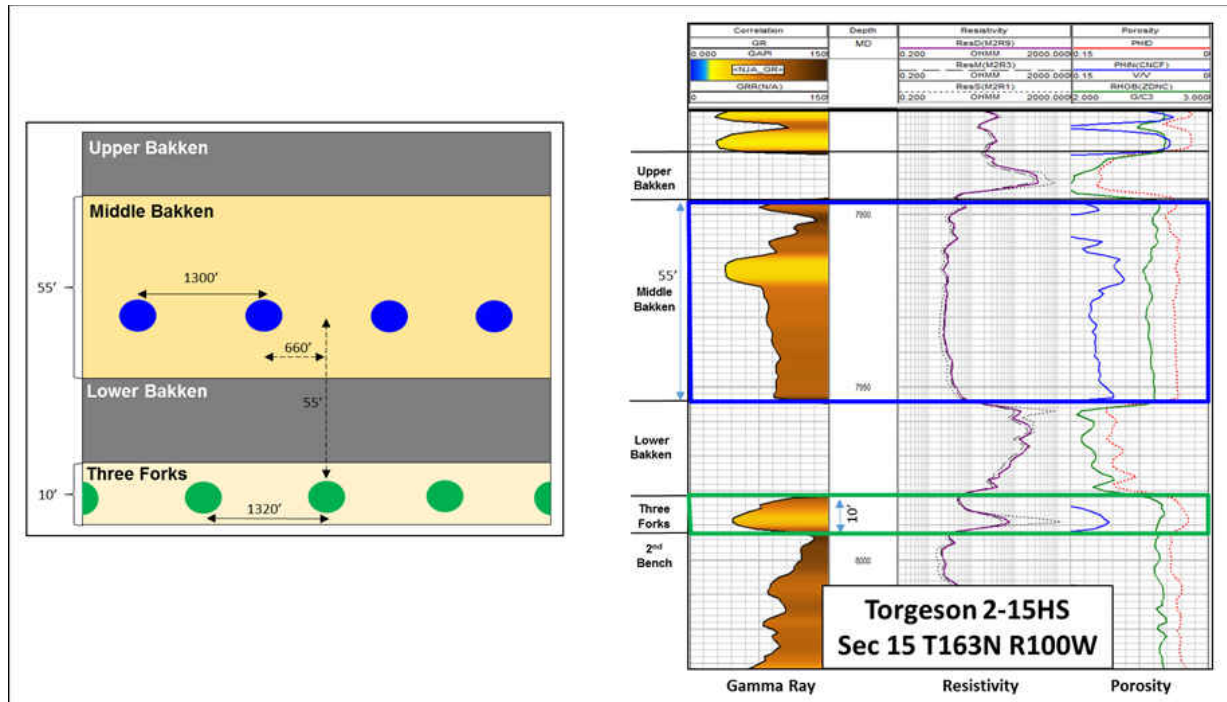 Upper Bakken
Middle Bakken
1300’
55’
660’
Lower Bakken
55’
Three Forks
10’
1320’
Correlation
Depth
Resistivity
Porosity
GR
MD
ResD(M2R9)
PHID
0.000 GAPI 150
0.200 OHMM 2000.000
0.15 0
<NJA_GR>
ResM(M2R3)
PHIN(CNCF)
0.200 OHMM 2000.000
0.15 V/V 0
GRR(N/A)
ResS(M2R1)
RHOB(ZDNC)
0 150
0.200 OHMM 2000.000
2.000 G/C3 3.000
Upper
Bakken
7900
55’
Middle
Bakken
7950
Lower
Bakken
Three
Forks
10’
2nd
Bench
8000
Torgeson 2-15HS
Sec 15 T163N R100W
Gamma Ray
Resistivity
Porosity